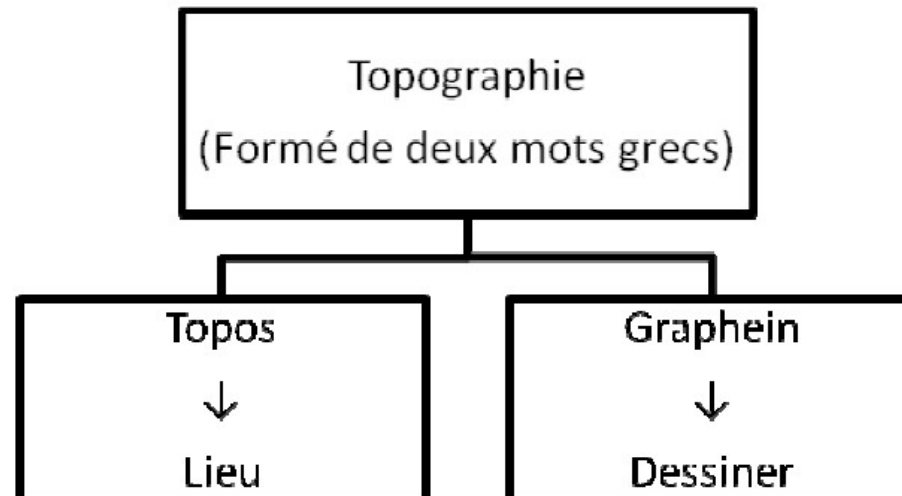 Topographie
(Formé de deux mots grecs)
Topos
↓
Lieu
Graphein
↓
Dessiner